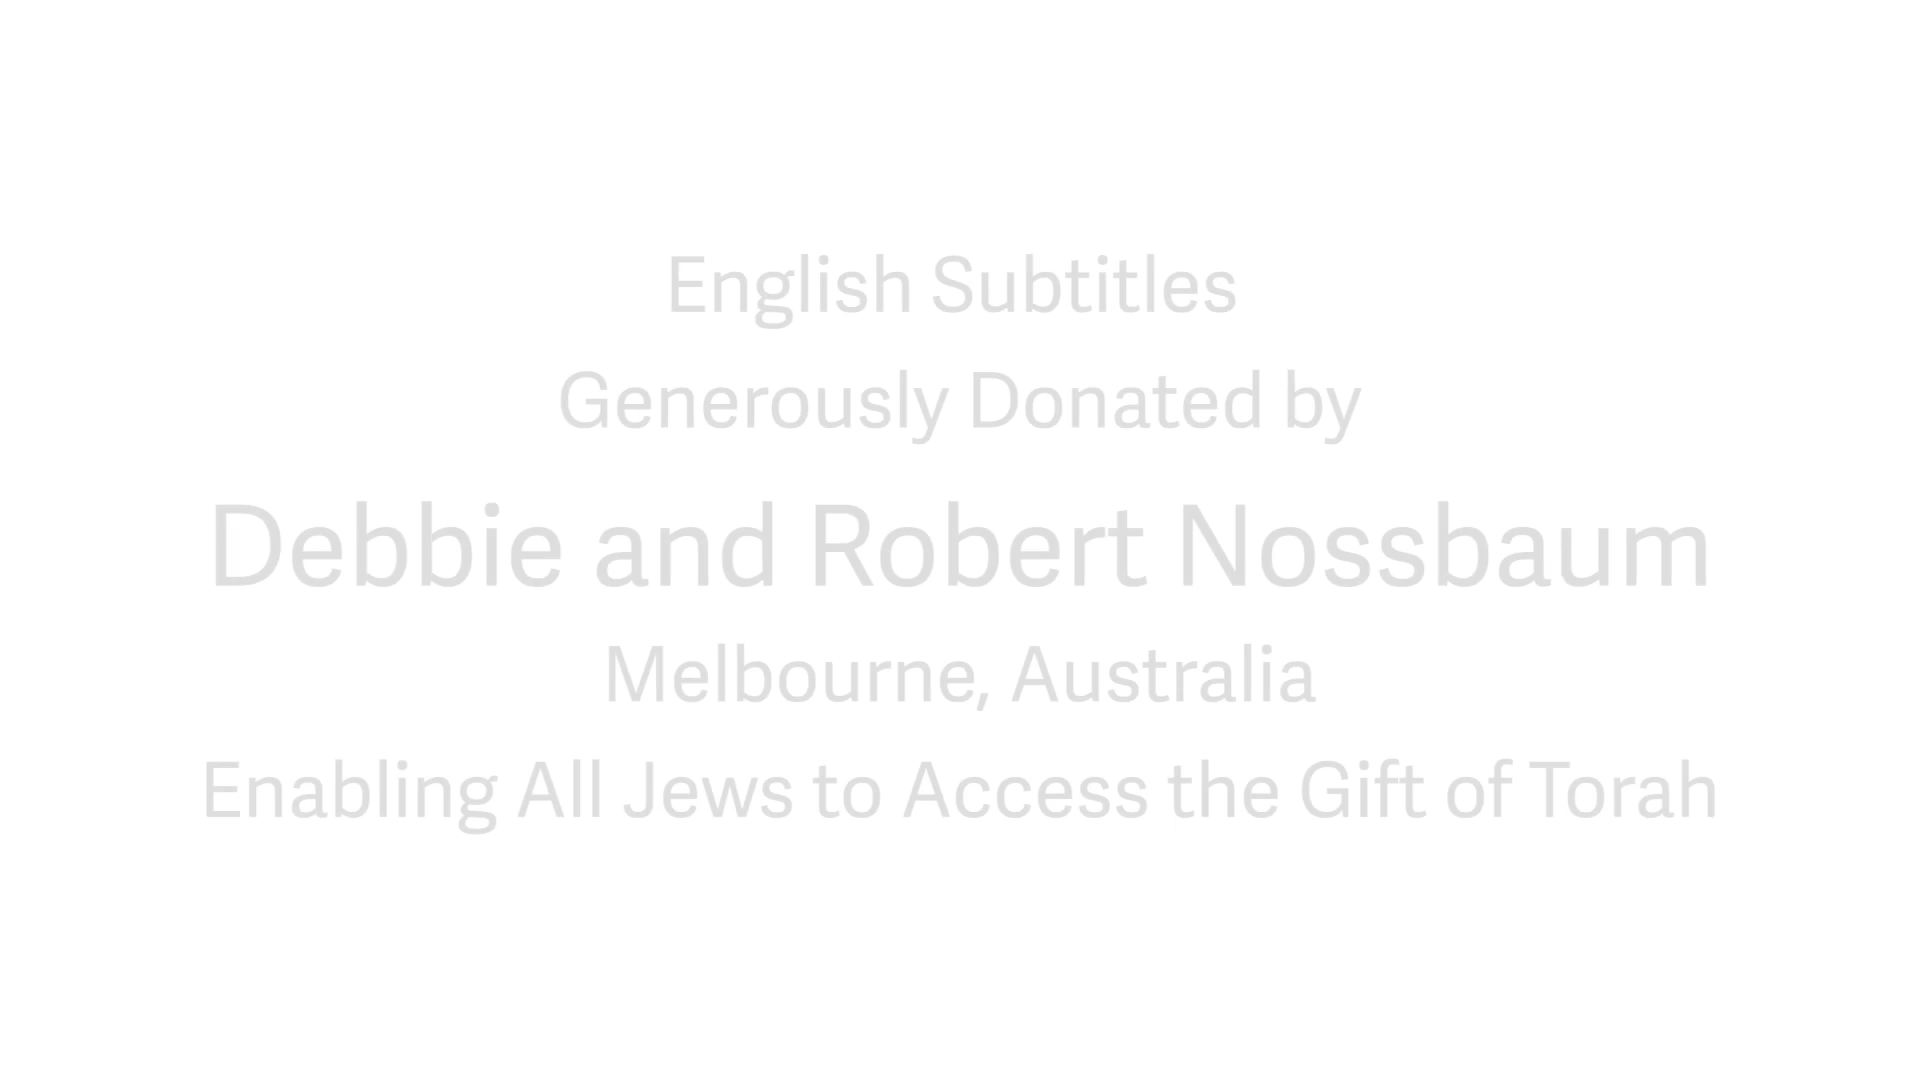 English Subtitles
Generously Donated by
Debbie and Robert Nossbaum
Melbourne, Australia
Enabling All Jews to Access the Gift of Torah